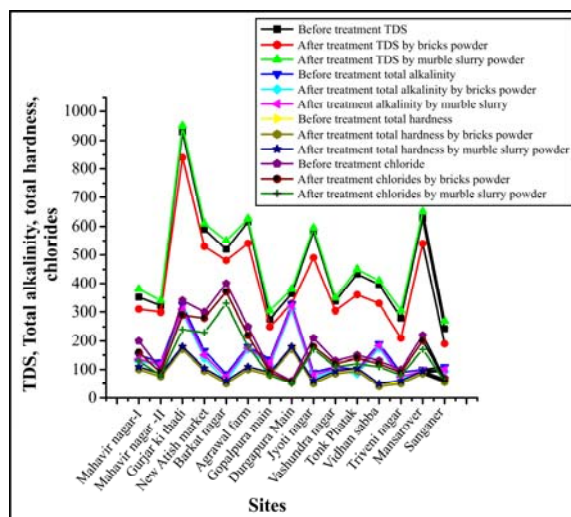 Before treatment TDS
After treatment TDS by bricks powder
After treatment TDS by murble slurry powder
Before treatment total alkalinity
After treatment total alkalinity by bricks powder
After treatment alkalinity by murble slurry
Before treatment total hardness
After treatment total hardness by bricks powder
After treatment total hardness by murble slurry powder
Before treatment chloride
After treatment chlorides by bricks powder
After treatment chlorides by murble slurry powder
TDS, Total alkalinity, total hardness,
chlorides
1000
900
800
700
600
500
400
300
200
100
0
Mahavir nagar-I
Mahavir nagar -II
Gurjar ki thadi
New Atish market
Barkat nagar
Agrawal farm
Gopalpura main
Durgapura Main
Jyoti nagar
Vashundra nagar
Tonk Phatak
Vidhan sabba
Triveni nagar
Mansarover
Sanganer
Sites